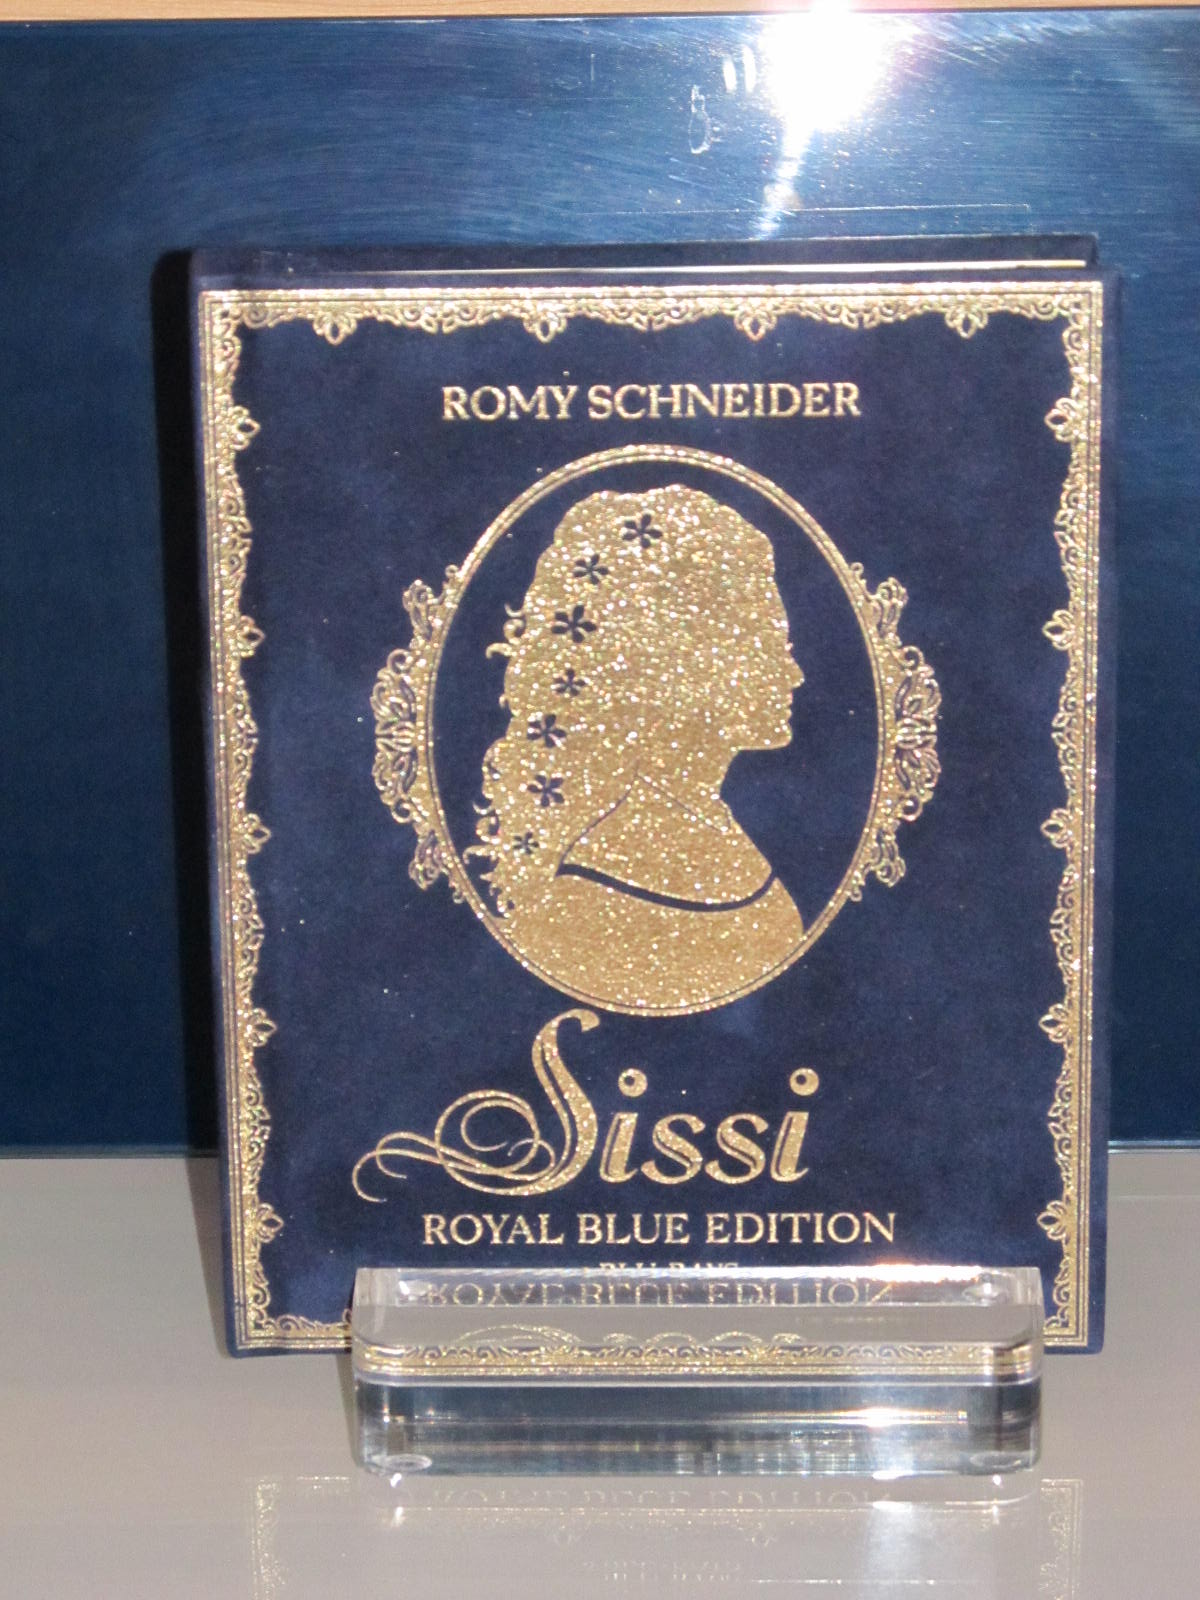 ROMY SCHNEIDER
Sissi
ROYAL BLUE EDITION